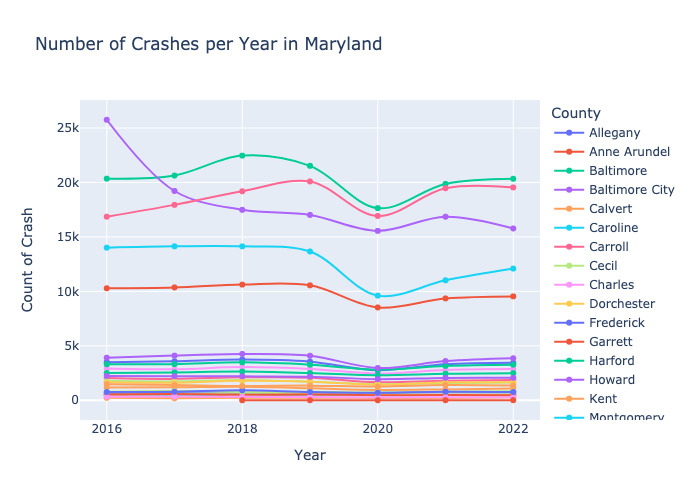 Number of Crashes per Year in Maryland
County
Allegany
Anne Arundel
Baltimore
Baltimore City
Calvert
Caroline
Carroll
Cecil
Charles
Dorchester
Frederick
Garrett
Harford
Howard
Kent
Montgomery
25k
20k
15k
10k
5k
0
Count of Crash
2016
2018
2020
2022
Year